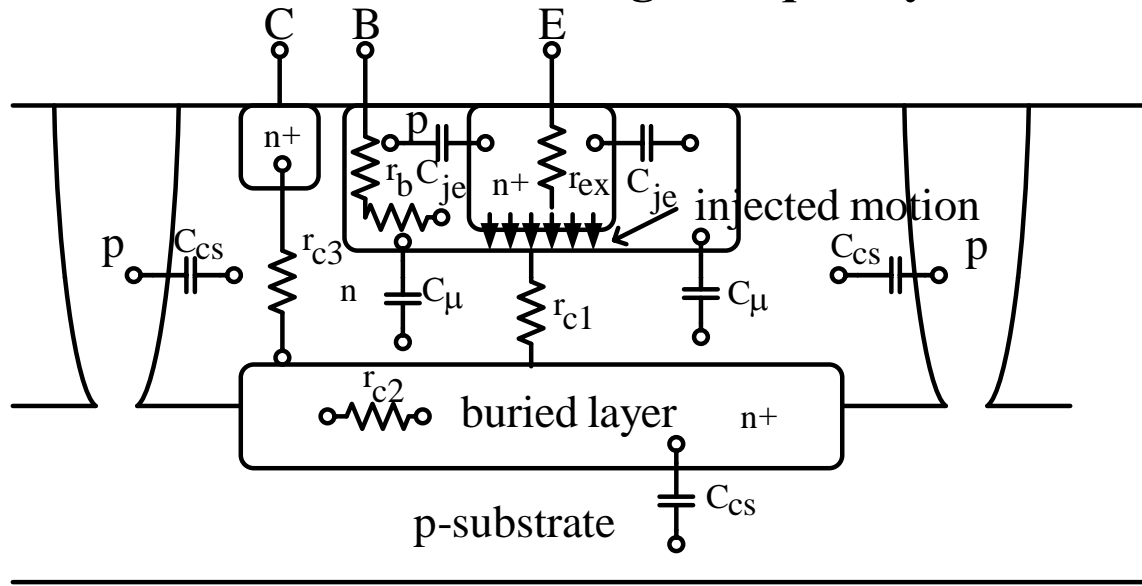 C B E
p
n+
r_b C_je n+ r_ex C_je
injected motion
p C_cs r_c3 C_cs p
n C_μ r_c1 C_μ
r_c2
buried layer n+
C_cs
p-substrate